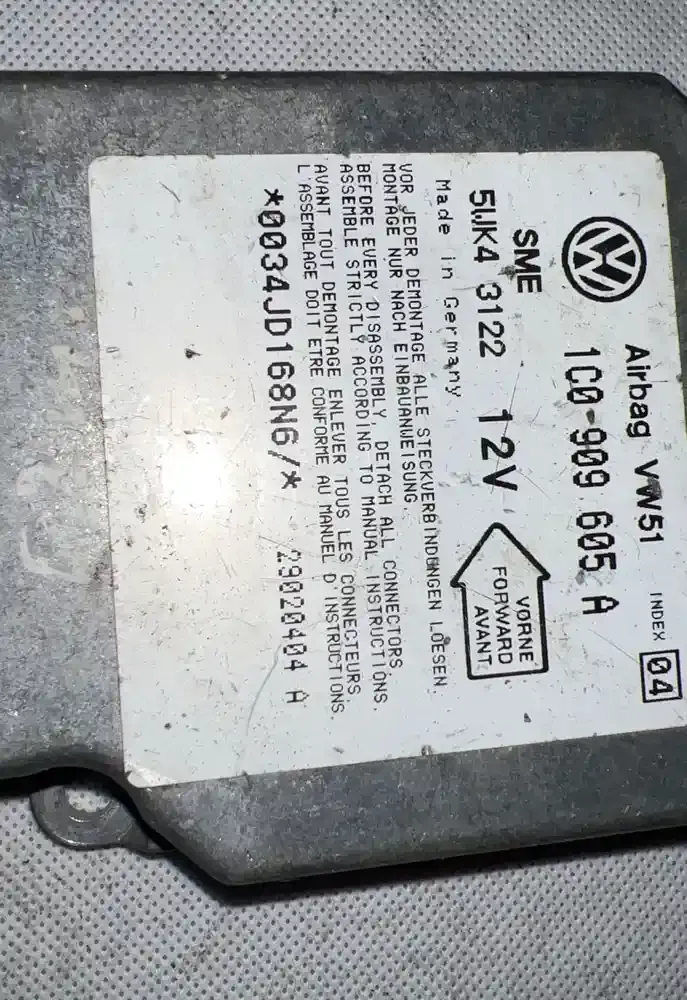 Airbag VW51 INDEX 04
1C0 909 605 A
SME
5WK4 3122 12V
VORNE
FORWARD
AVANT
Made in Germany
VOR JEDER DEMONTAGE ALLE STECKVERBINDUNGEN LOESEN.
MONTAGE NUR NACH EINBAUANWEISUNG.
BEFORE EVERY DISASSEMBLY, DETACH ALL CONNECTORS.
ASSEMBLE STRICTLY ACCORDING TO MANUAL INSTRUCTIONS.
AVANT TOUT DEMONTAGE ENLEVER TOUS LES CONNECTEURS.
L'ASSEMBLAGE DOIT ETRE CONFORME AU MANUEL D'INSTRUCTIONS.
*0034JD168N6/* 29020404 A